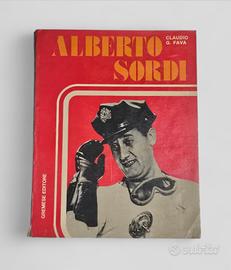 ALBERTO
CLAUDIO
G. FAVA
SORDI
GREMESE EDITORE
subito